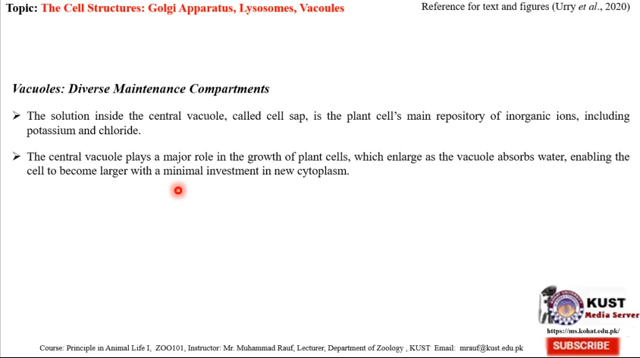 Topic: The Cell Structures: Golgi Apparatus, Lysosomes, Vacoules
Reference for text and figures (Urry et al., 2020)
Vacuoles: Diverse Maintenance Compartments
➤ The solution inside the central vacuole, called cell sap, is the plant cell's main repository of inorganic ions, including
potassium and chloride.
➤ The central vacuole plays a major role in the growth of plant cells, which enlarge as the vacuole absorbs water, enabling the
cell to become larger with a minimal investment in new cytoplasm.
KUST
Media Server
https://ms.kohat.edu.pk/
SUBSCRIBE
Course: Principle in Animal Life I, ZOO101, Instructor: Mr. Muhammad Rauf, Lecturer, Department of Zoology , KUST Email: mrauf@kust.edu.pk